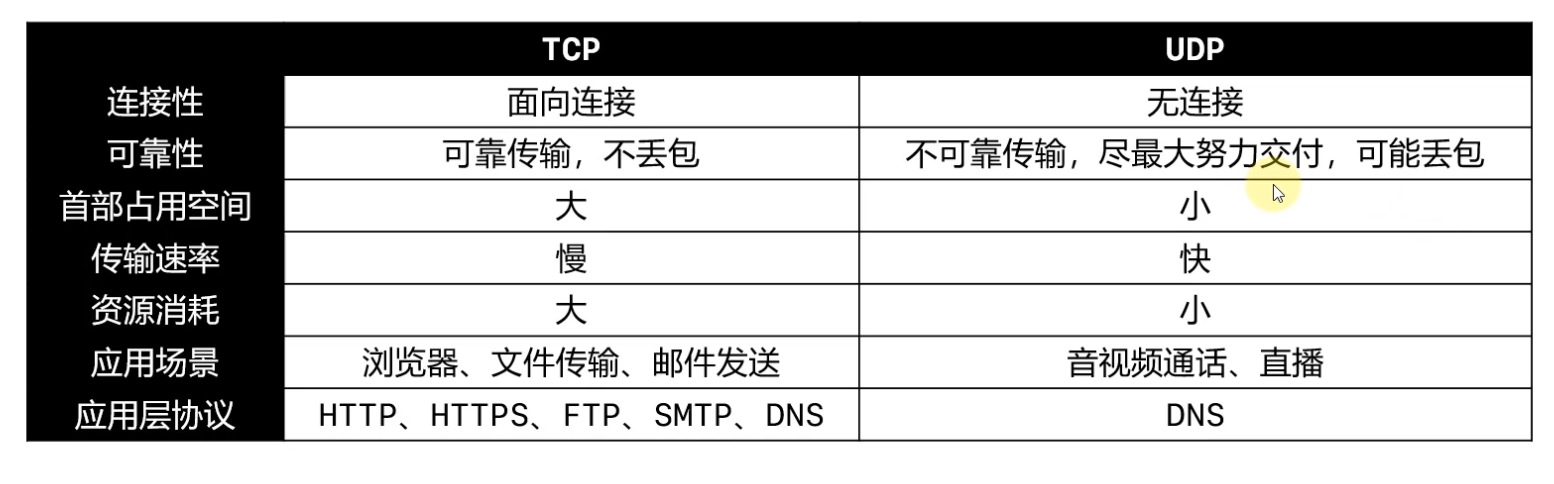 TCP UDP
连接性 面向连接 无连接
可靠性 可靠传输，不丢包 不可靠传输，尽最大努力交付，可能丢包
首部占用空间 大 小
传输速率 慢 快
资源消耗 大 小
应用场景 浏览器、文件传输、邮件发送 音视频通话、直播
应用层协议 HTTP、HTTPS、FTP、SMTP、DNS DNS